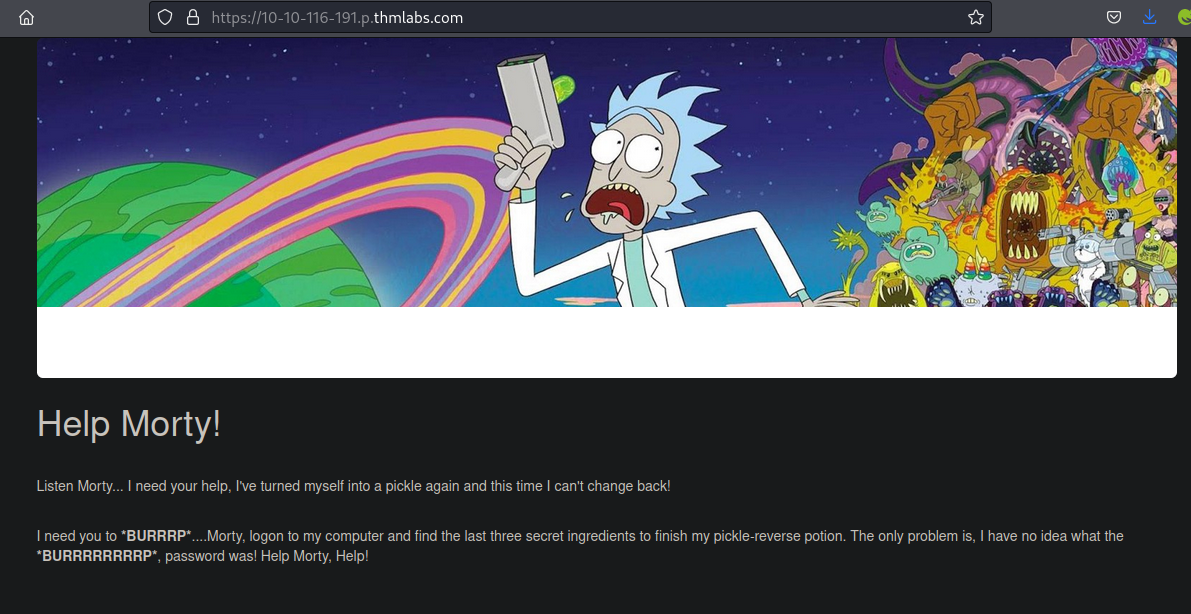 https://10-10-116-191.p.thmlabs.com
Help Morty!
Listen Morty... I need your help, I've turned myself into a pickle again and this time I can't change back!
I need you to *BURRRP*....Morty, logon to my computer and find the last three secret ingredients to finish my pickle-reverse potion. The only problem is, I have no idea what the
*BURRRRRRRRP*, password was! Help Morty, Help!